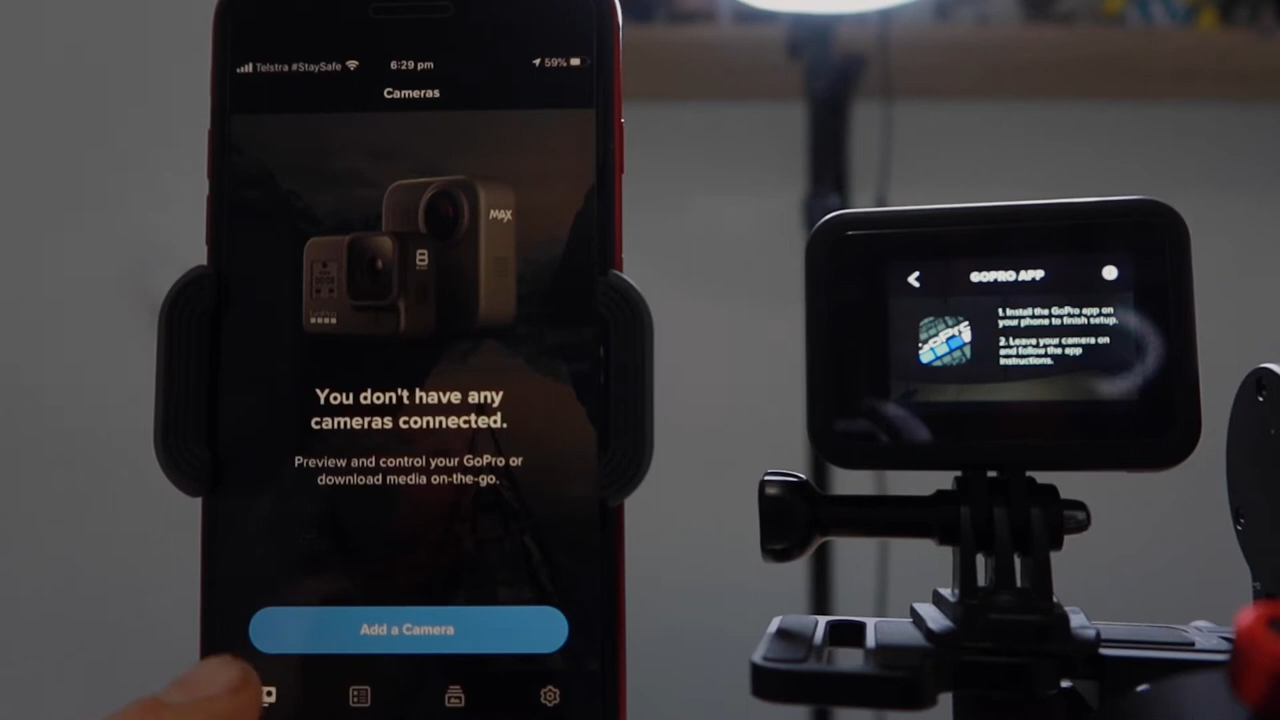 Telstra #StaySafe
6:29 pm
59%
Cameras
MAX
8
GoPro
You don't have any
cameras connected.
Preview and control your GoPro or
download media on-the-go.
Add a Camera
GOPRO APP
GoPro
1. Install the GoPro app on
your phone to finish setup.
2. Leave your camera on
and follow the app
instructions.